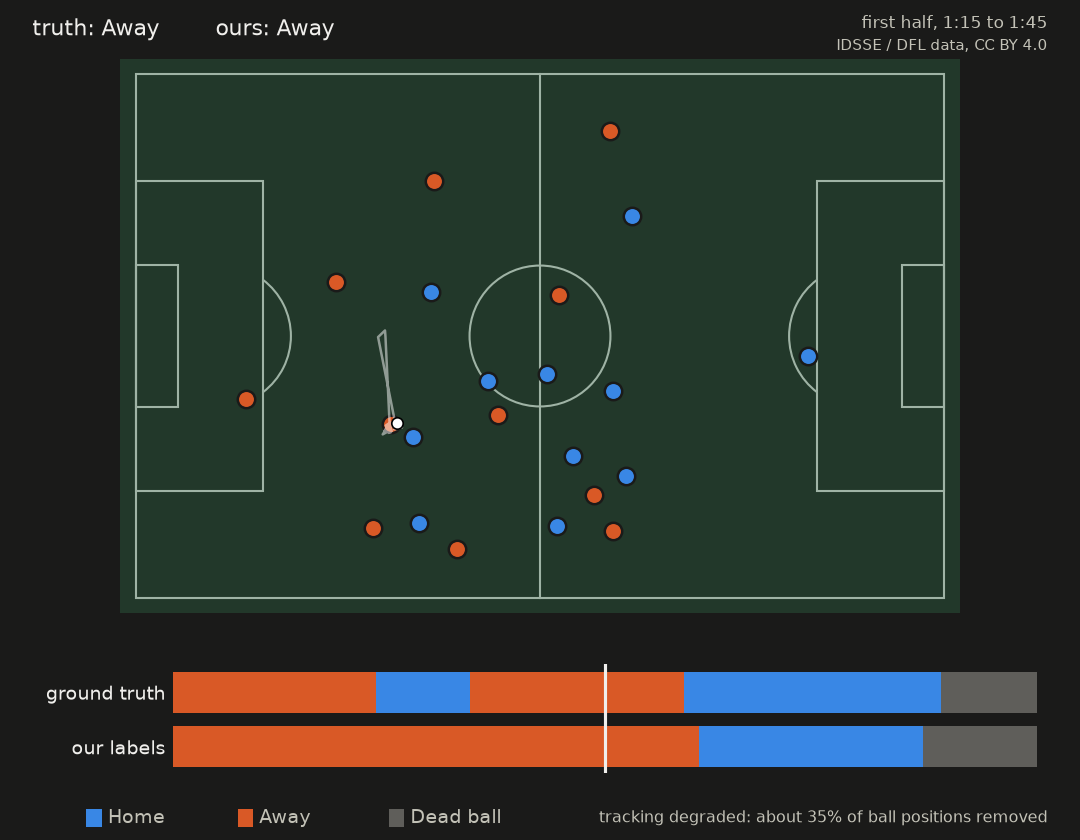 truth: Away ours: Away
first half, 1:15 to 1:45
IDSSE / DFL data, CC BY 4.0
ground truth
our labels
Home Away Dead ball
tracking degraded: about 35% of ball positions removed